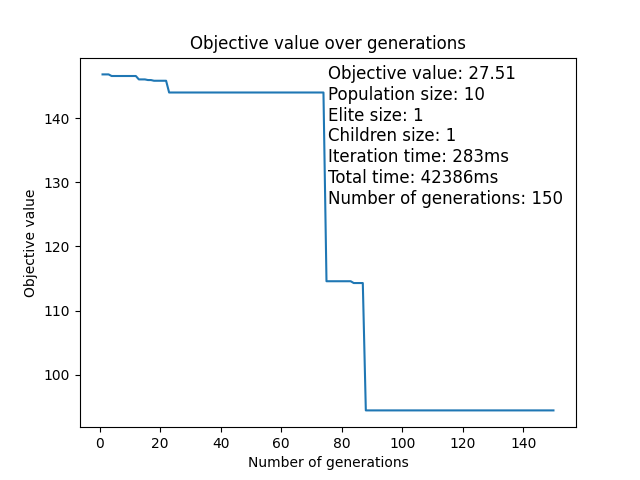 Objective value over generations
Objective value: 27.51
Population size: 10
Elite size: 1
Children size: 1
Iteration time: 283ms
Total time: 42386ms
Number of generations: 150
Objective value
140
130
120
110
100
0 20 40 60 80 100 120 140
Number of generations